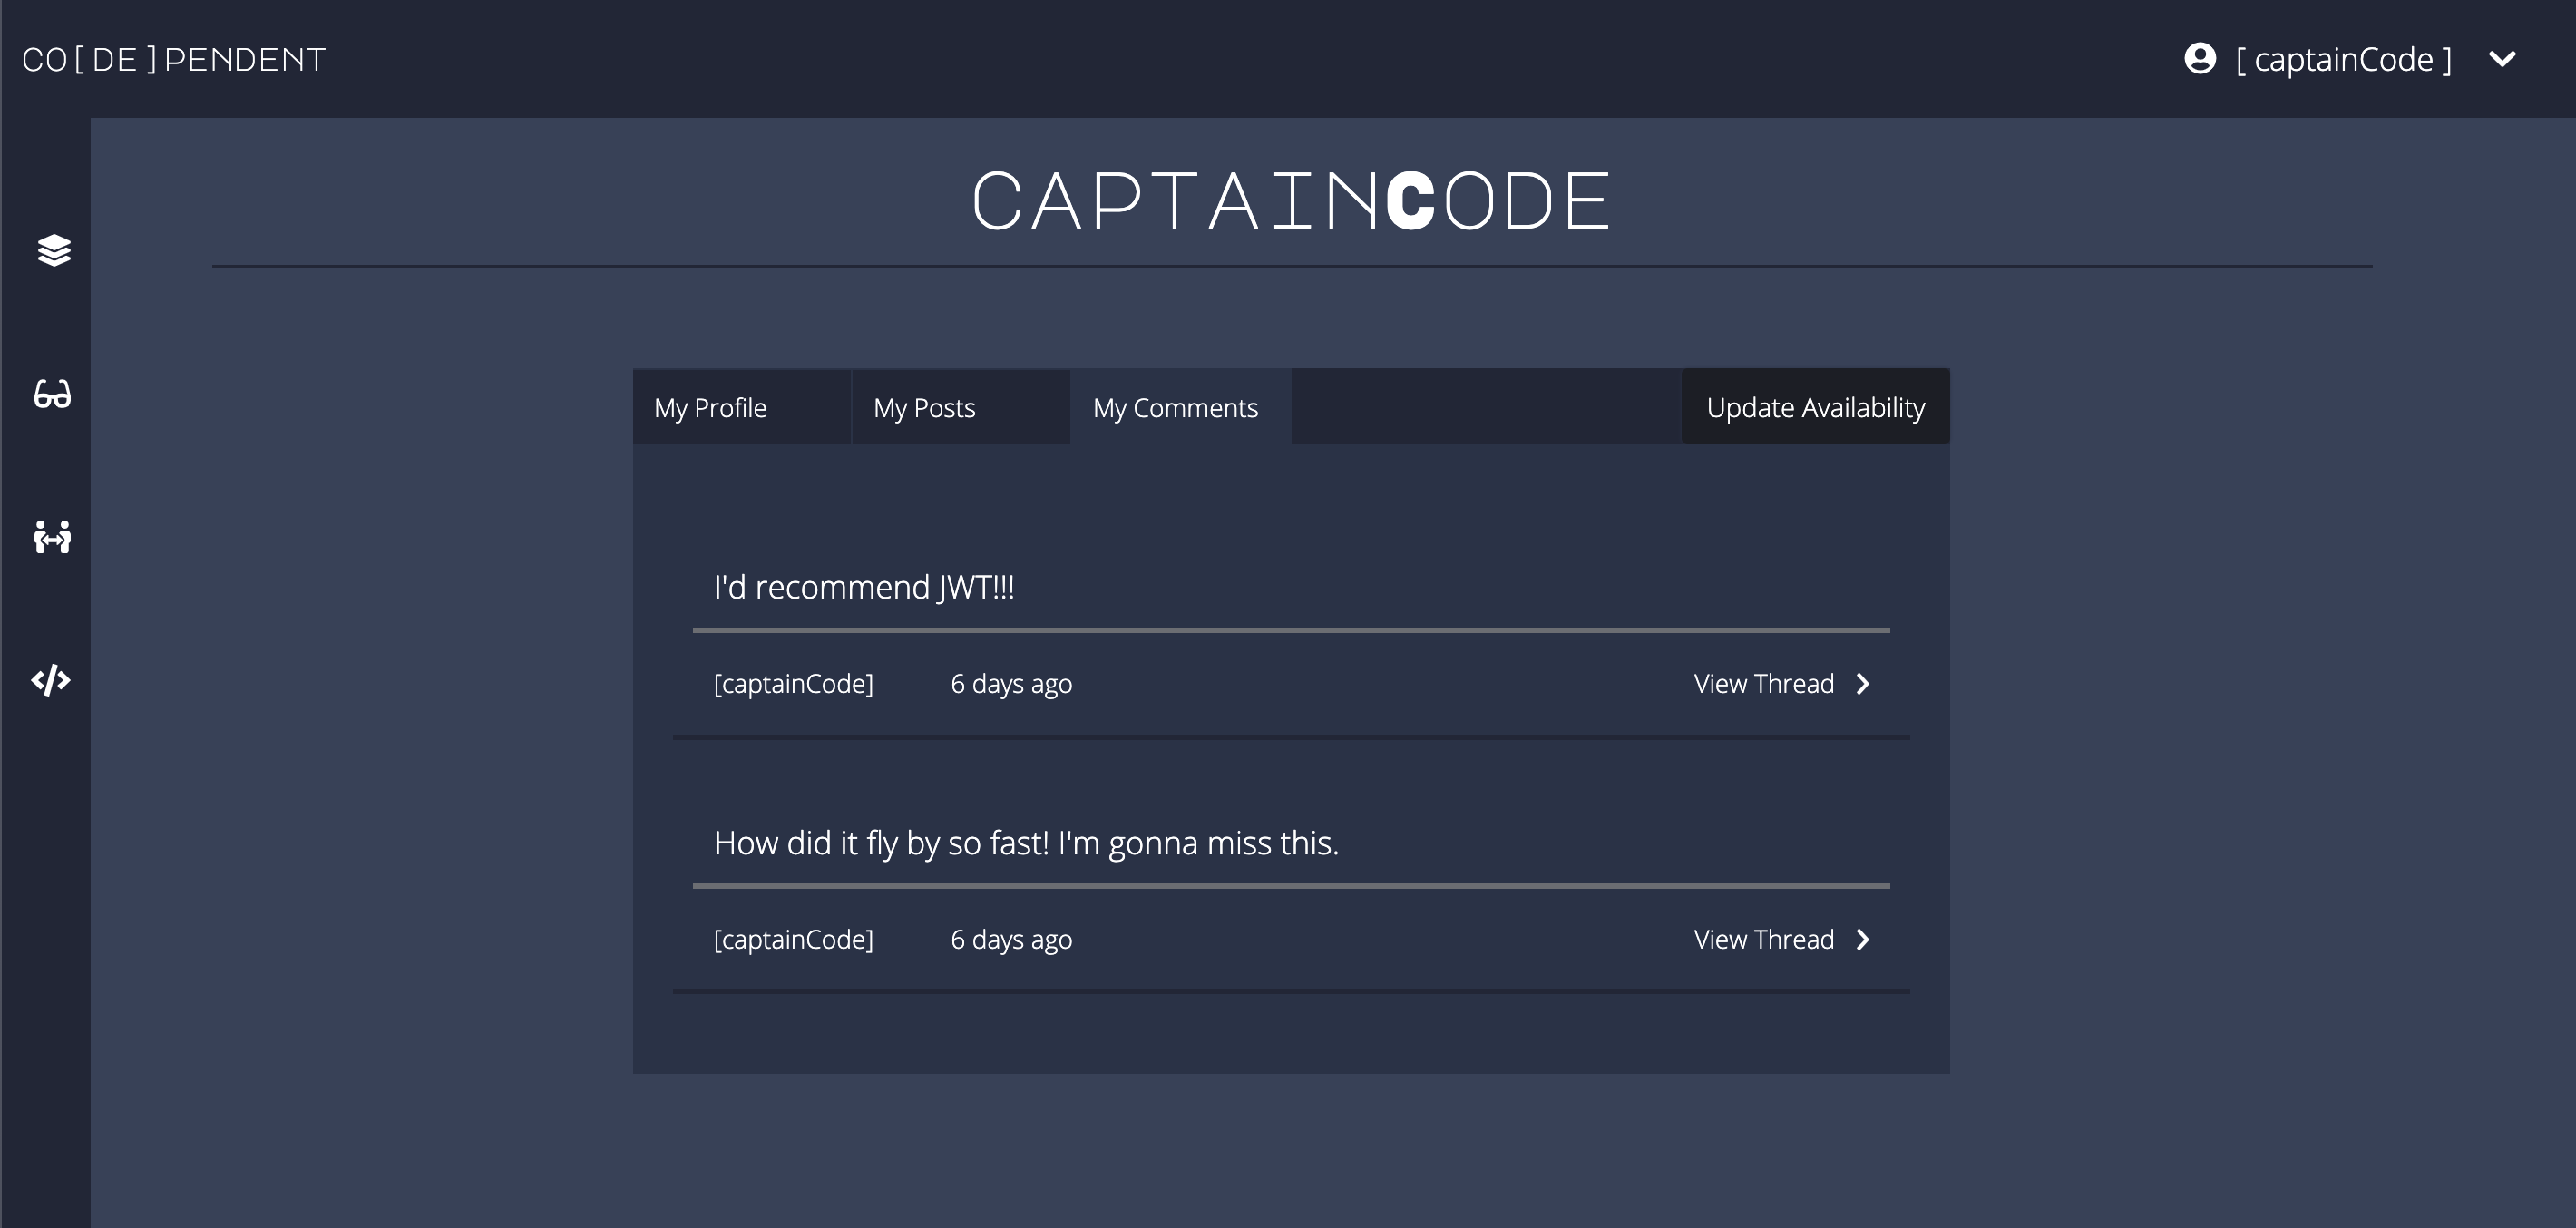 CO[DE]PENDENT
[ captainCode ]
CAPTAINCODE
My Profile
My Posts
My Comments
Update Availability
I'd recommend JWT!!!
[captainCode] 6 days ago View Thread
How did it fly by so fast! I'm gonna miss this.
[captainCode] 6 days ago View Thread